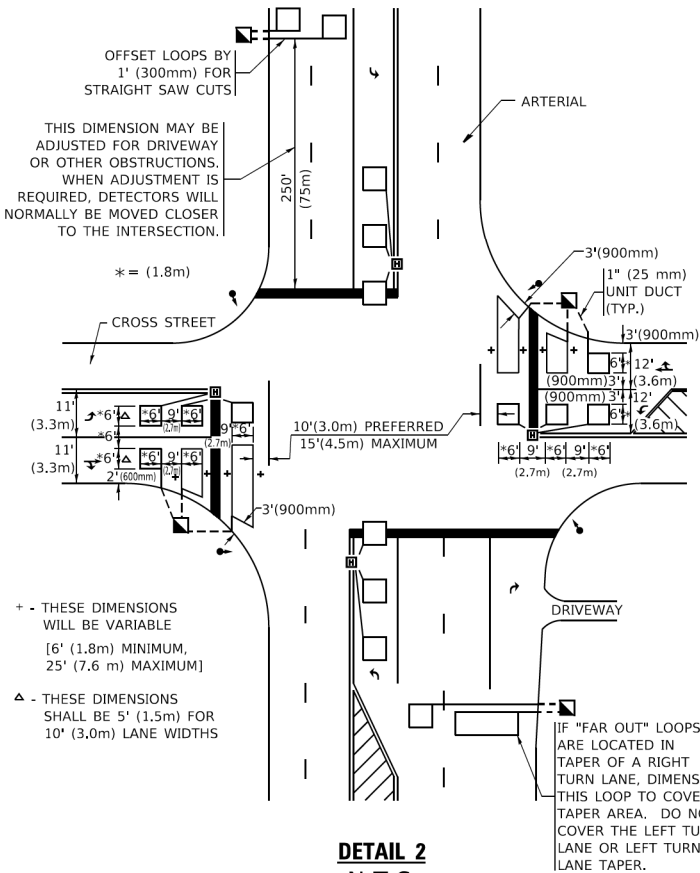 OFFSET LOOPS BY
1' (300mm) FOR
STRAIGHT SAW CUTS
THIS DIMENSION MAY BE
ADJUSTED FOR DRIVEWAY
OR OTHER OBSTRUCTIONS.
WHEN ADJUSTMENT IS
REQUIRED, DETECTORS WILL
NORMALLY BE MOVED CLOSER
TO THE INTERSECTION.
250'
(75m)
* = (1.8m)
ARTERIAL
CROSS STREET
H
3'(900mm)
1" (25 mm)
UNIT DUCT
(TYP.)
3'(900mm)
6'*
12'
(3.6m)
(900mm)3'
(900mm)3'
12'
6'*
(3.6m)
H
*6' 9' *6' 9' *6'
(2.7m) (2.7m)
10'(3.0m) PREFERRED
15'(4.5m) MAXIMUM
H
11'
(3.3m)
*6' Δ
*6' 9' *6'
(2.7m)
9'*6'
(2.7m)
*6'
11'
(3.3m)
*6' Δ
*6' 9' *6'
(2.7m)
2' (600mm)
3'(900mm)
H
DRIVEWAY
+ - THESE DIMENSIONS
WILL BE VARIABLE
[6' (1.8m) MINIMUM,
25' (7.6 m) MAXIMUM]
Δ - THESE DIMENSIONS
SHALL BE 5' (1.5m) FOR
10' (3.0m) LANE WIDTHS
IF "FAR OUT" LOOPS
ARE LOCATED IN
TAPER OF A RIGHT
TURN LANE, DIMENS
THIS LOOP TO COVE
TAPER AREA. DO NO
COVER THE LEFT TU
LANE OR LEFT TURN
LANE TAPER.
DETAIL 2